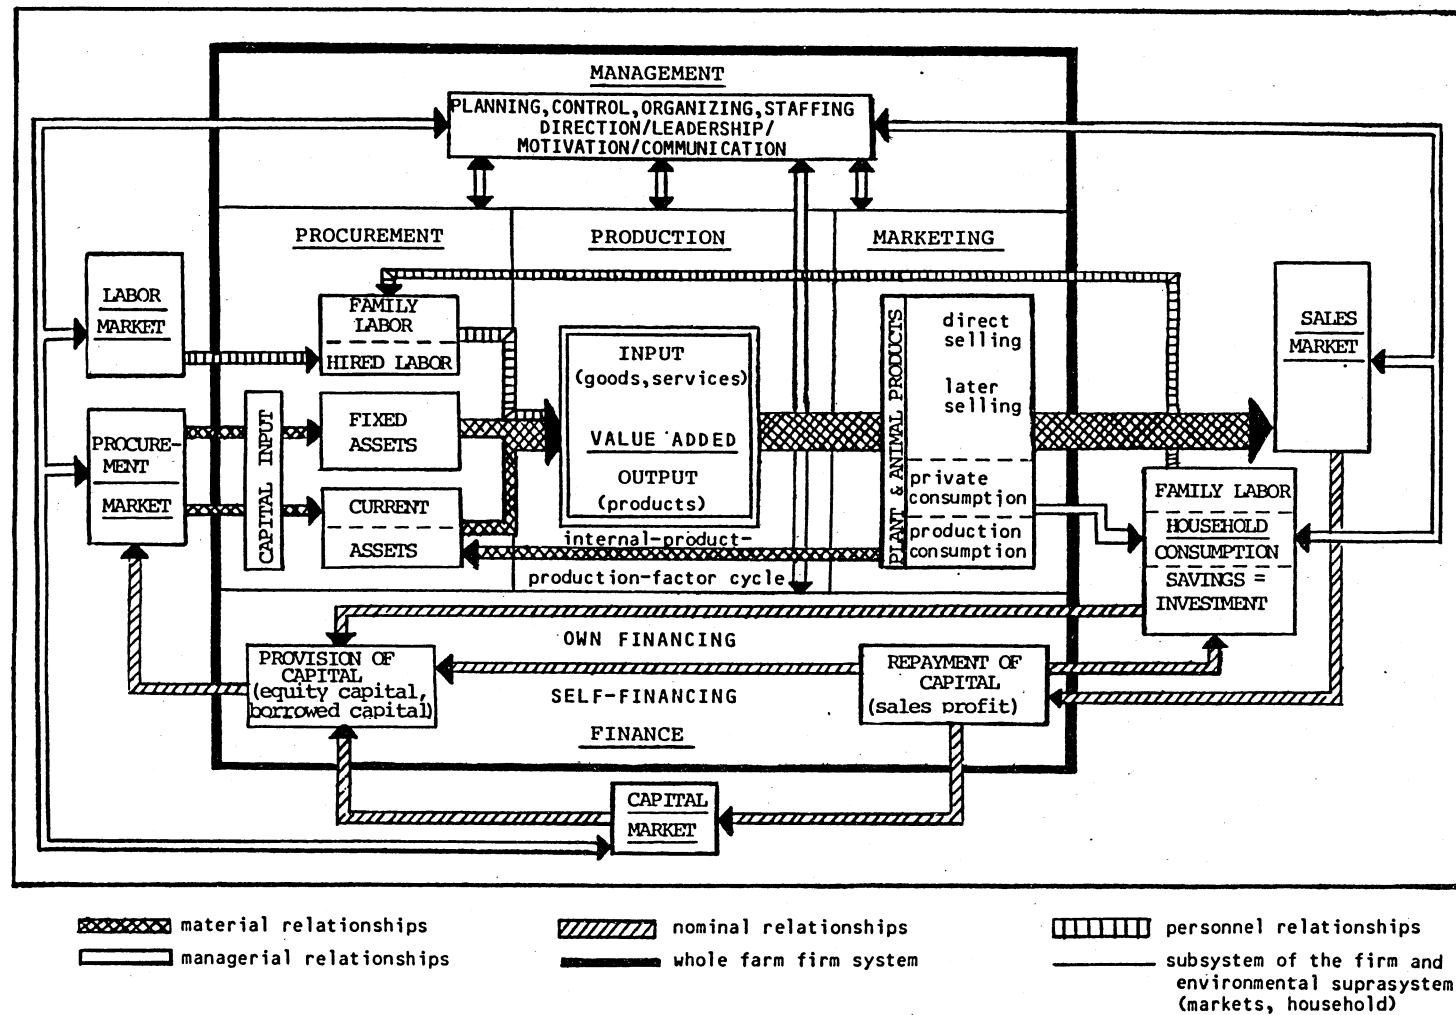 MANAGEMENT
PLANNING,CONTROL,ORGANIZING,STAFFING
DIRECTION/LEADERSHIP/
MOTIVATION/COMMUNICATION
PROCUREMENT
PRODUCTION
MARKETING
LABOR
MARKET
FAMILY
LABOR
HIRED LABOR
PROCURE-
MENT
MARKET
CAPITAL INPUT
FIXED
ASSETS
CURRENT
ASSETS
INPUT
(goods,services)
VALUE ADDED
OUTPUT
(products)
internal-product-
production-factor cycle
PLANT & ANIMAL PRODUCTS
direct
selling
later
selling
private
consumption
production
consumption
SALES
MARKET
FAMILY LABOR
HOUSEHOLD
CONSUMPTION
SAVINGS =
INVESTMENT
OWN FINANCING
PROVISION OF
CAPITAL
(equity capital,
borrowed capital)
SELF-FINANCING
REPAYMENT OF
CAPITAL
(sales profit)
FINANCE
CAPITAL
MARKET
material relationships
nominal relationships
personnel relationships
managerial relationships
whole farm firm system
subsystem of the firm and
environmental suprasystem
(markets, household)